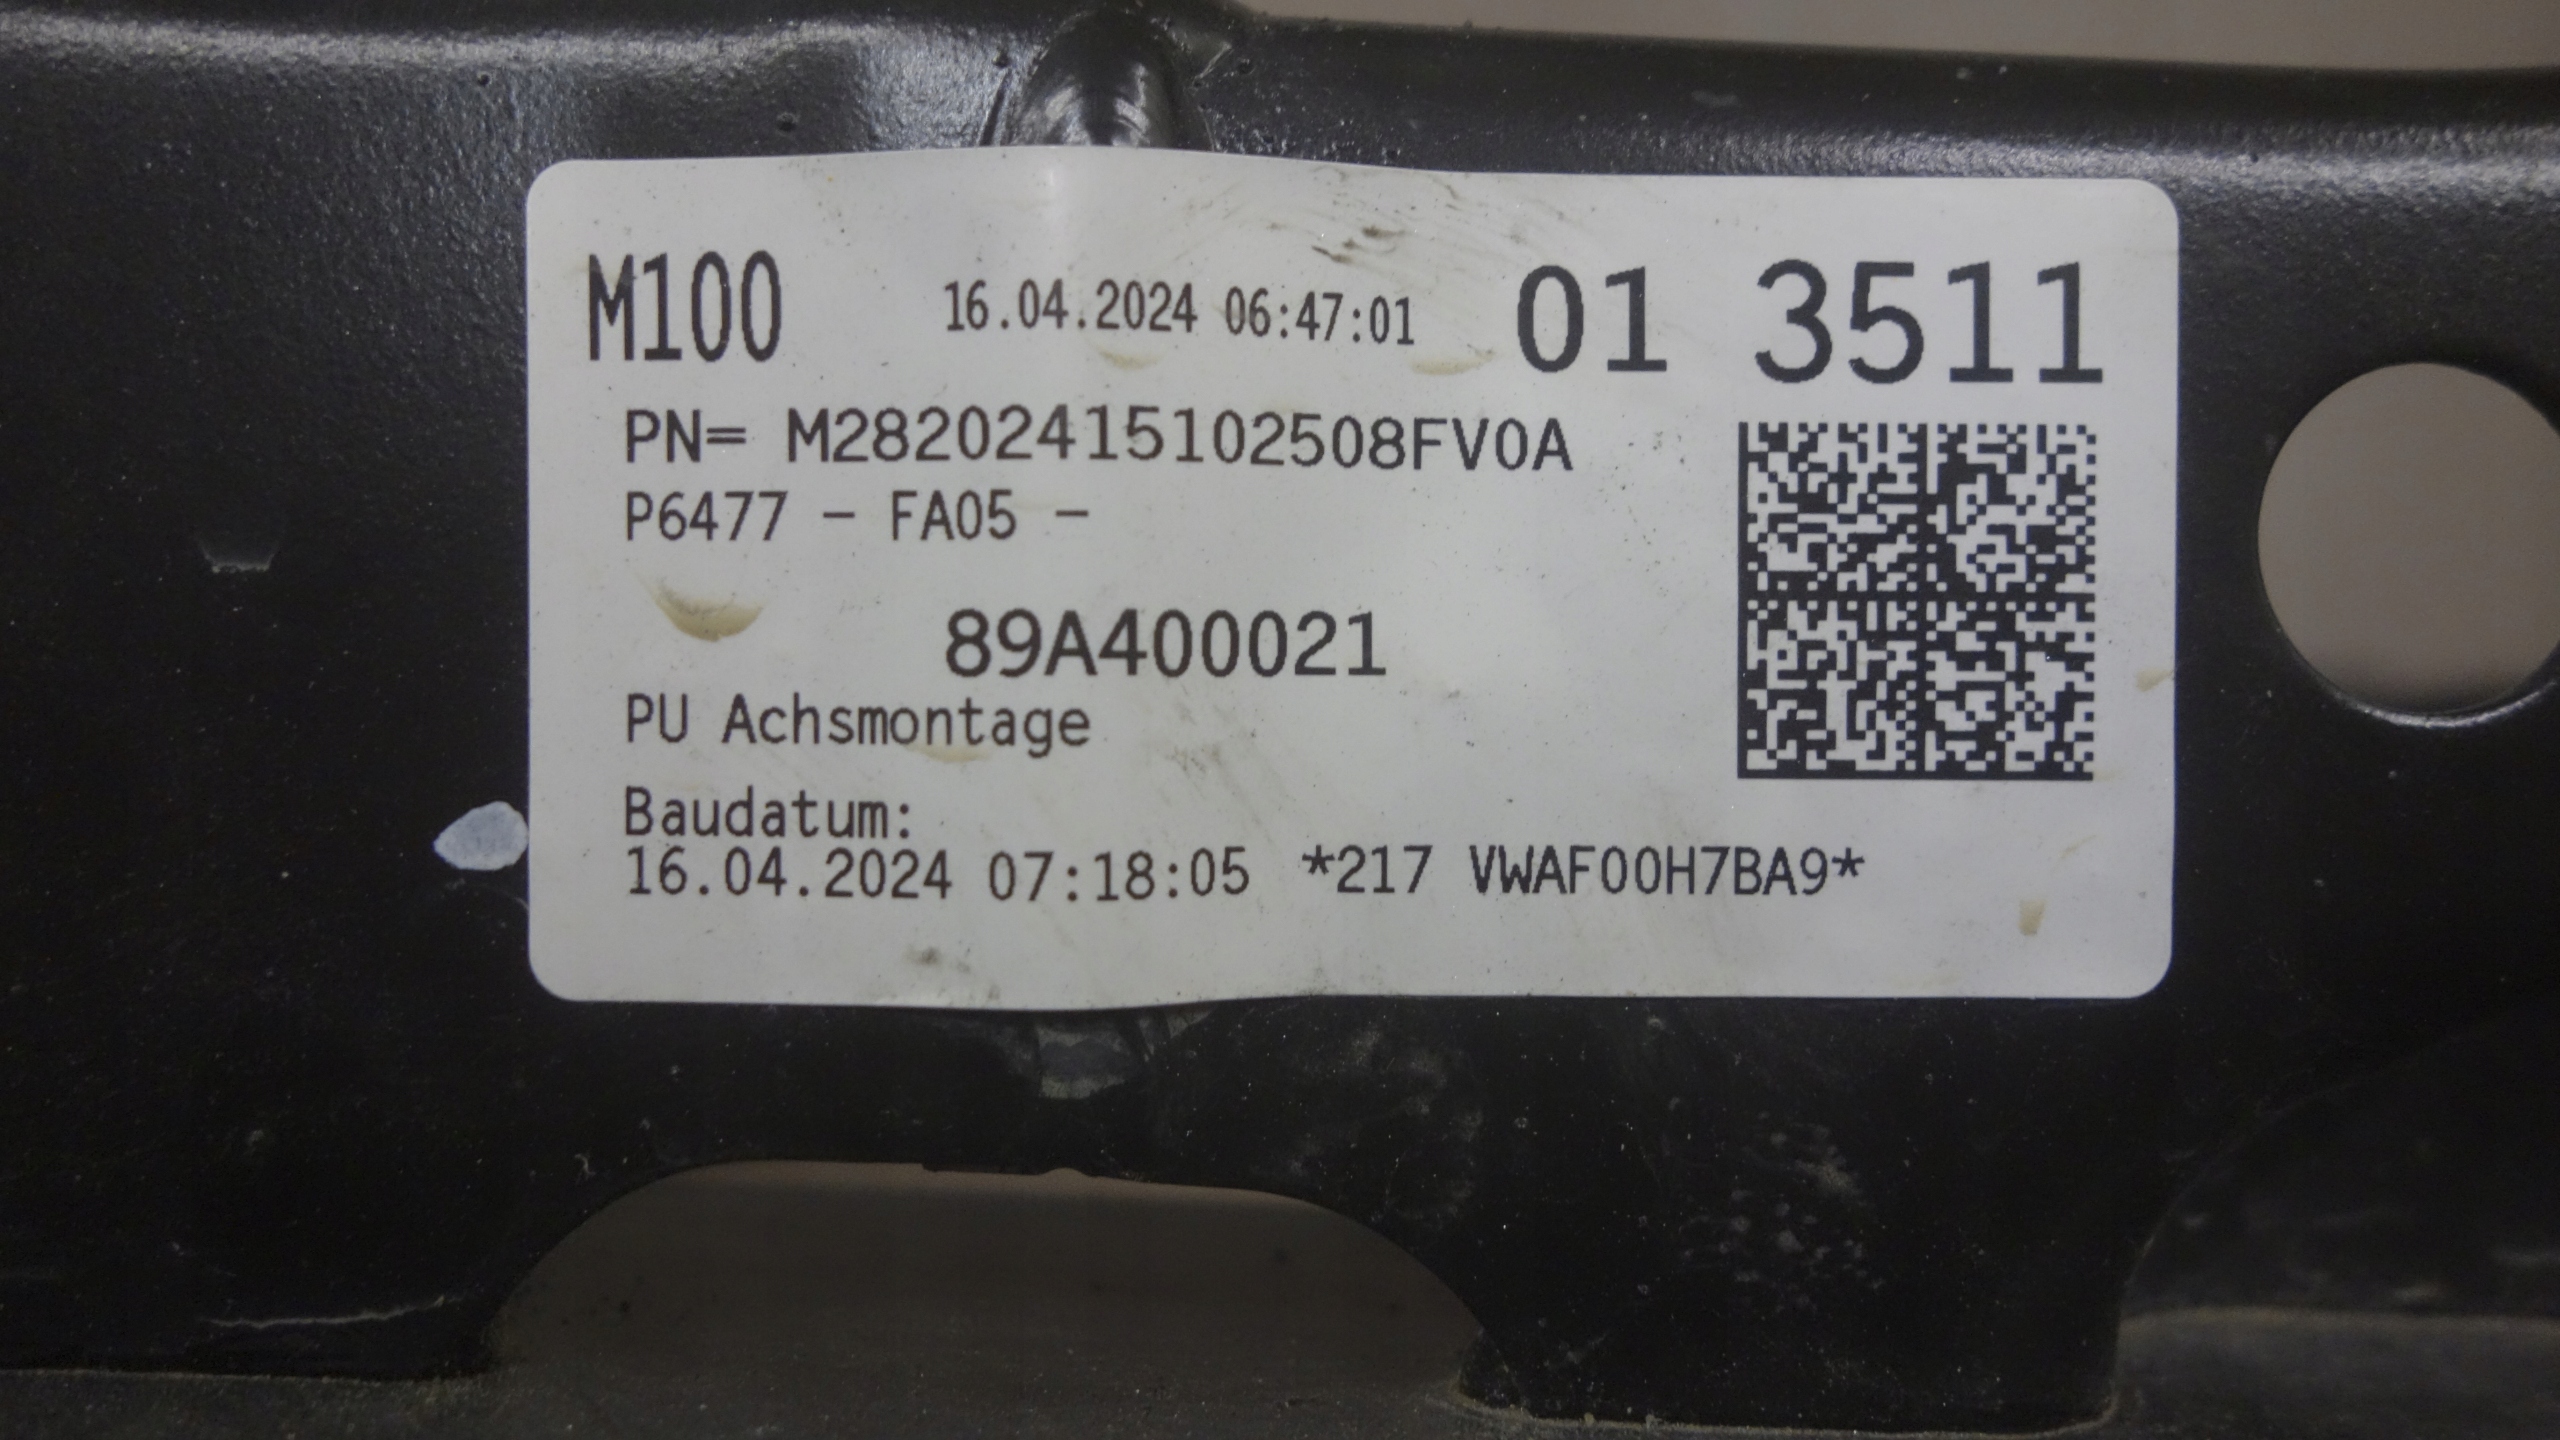 M100 16.04.2024 06:47:01 01 3511
PN= M28202415102508FV0A
P6477 - FA05 -
89A400021
PU Achsmontage
Baudatum:
16.04.2024 07:18:05 *217 VWAF00H7BA9*